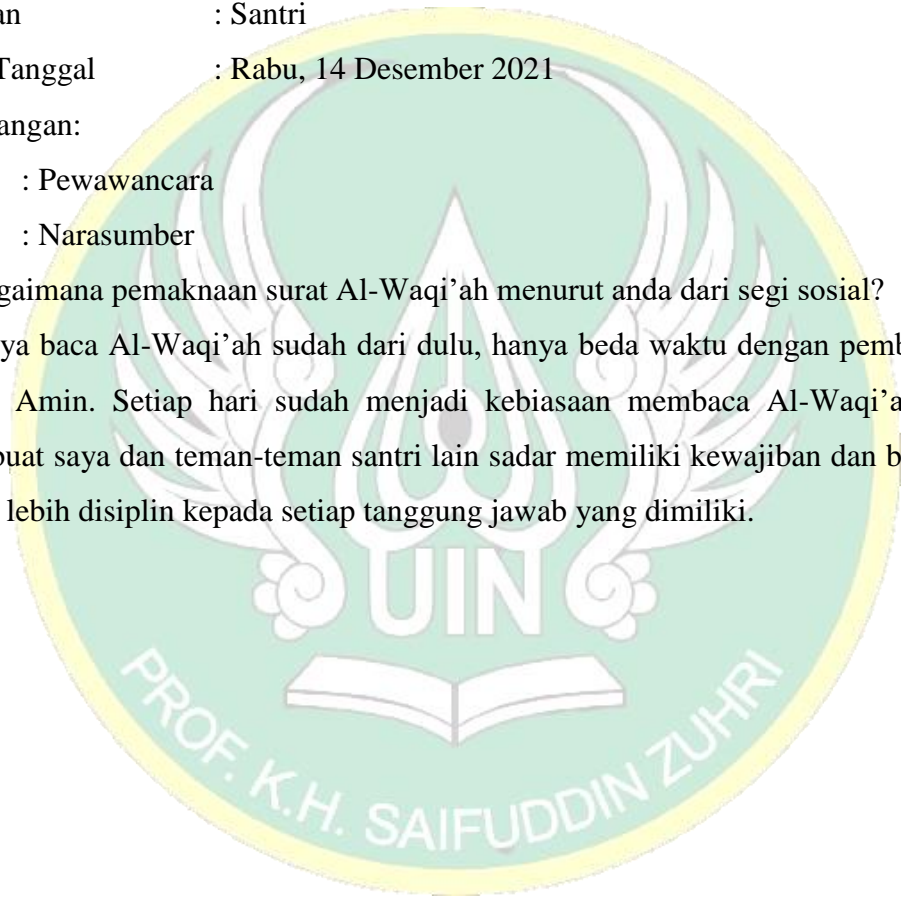 an : Santri
Tanggal : Rabu, 14 Desember 2021
angan:
: Pewawancara
: Narasumber
gaimana pemaknaan surat Al-Waqi’ah menurut anda dari segi sosial?
ya baca Al-Waqi’ah sudah dari dulu, hanya beda waktu dengan pemb
Amin. Setiap hari sudah menjadi kebiasaan membaca Al-Waqi’a
buat saya dan teman-teman santri lain sadar memiliki kewajiban dan b
lebih disiplin kepada setiap tanggung jawab yang dimiliki.
UIN
PROF. K.H. SAIFUDDIN ZUHRI